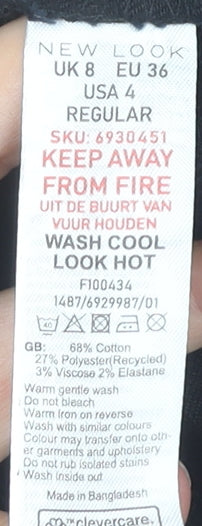 NEW LOOK
UK 8 EU 36
USA 4
REGULAR
SKU: 6930451
KEEP AWAY
FROM FIRE
UIT DE BUURT VAN
VUUR HOUDEN
WASH COOL
LOOK HOT
F100434
1487/6929987/01
40
GB: 68% Cotton
27% Polyester(Recycled)
3% Viscose 2% Elastane
Warm gentle wash
Do not bleach
Warm Iron on reverse
Wash with similar colours
Colour may transfer onto oth-
er garments and upholstery
Do not rub isolated stains
Wash inside out
Made in Bangladesh
clevercare.